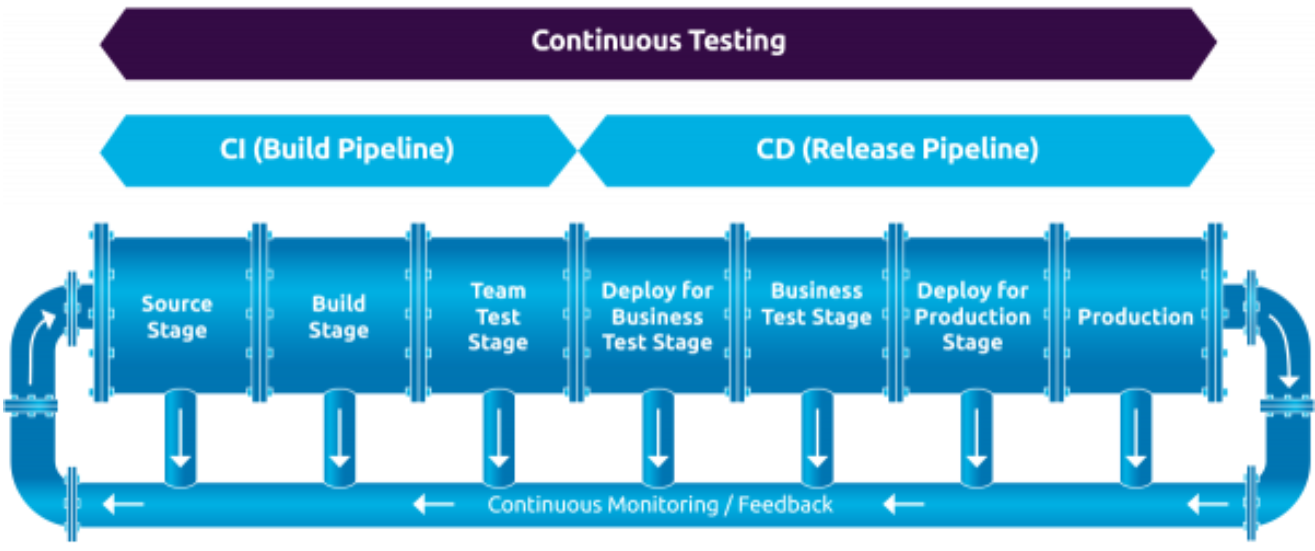 Continuous Testing
CI (Build Pipeline)
CD (Release Pipeline)
Source
Stage
Build
Stage
Team
Test
Stage
Deploy for
Business
Test Stage
Business
Test Stage
Deploy for
Production
Stage
Production
Continuous Monitoring / Feedback